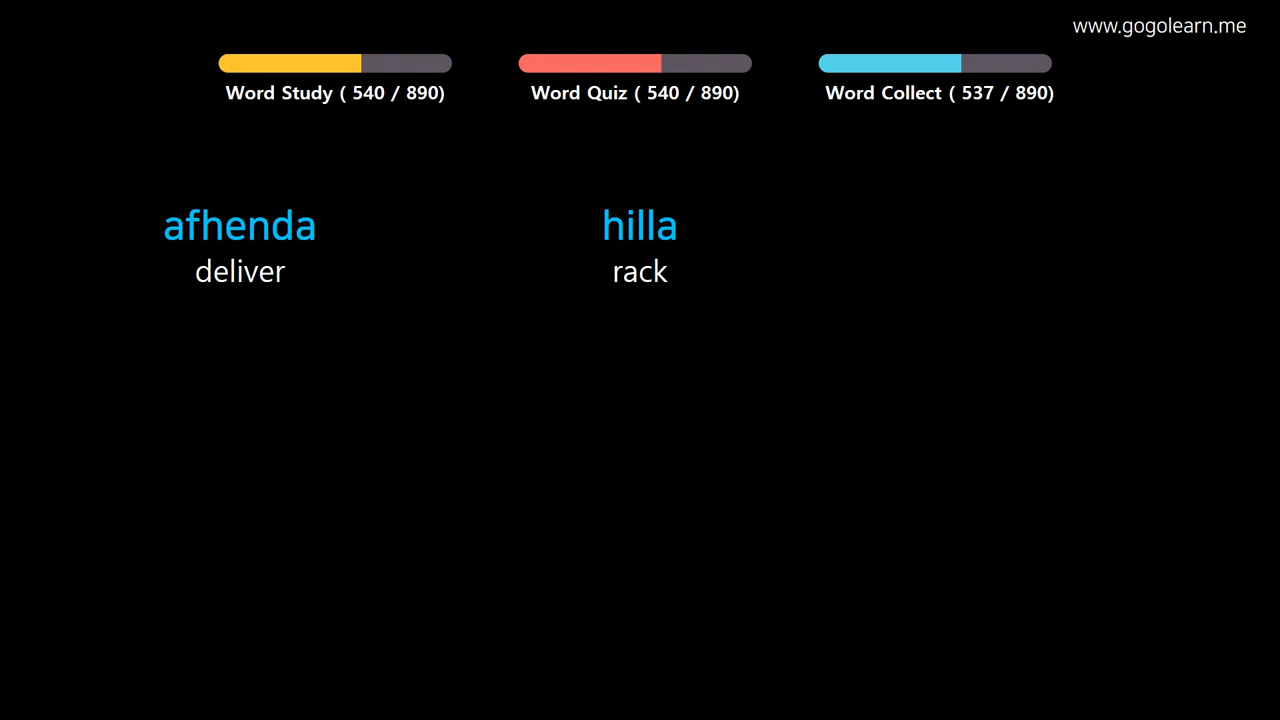 www.gogolearn.me
Word Study ( 540 / 890)
Word Quiz ( 540 / 890)
Word Collect ( 537 / 890)
afhenda
deliver
hilla
rack